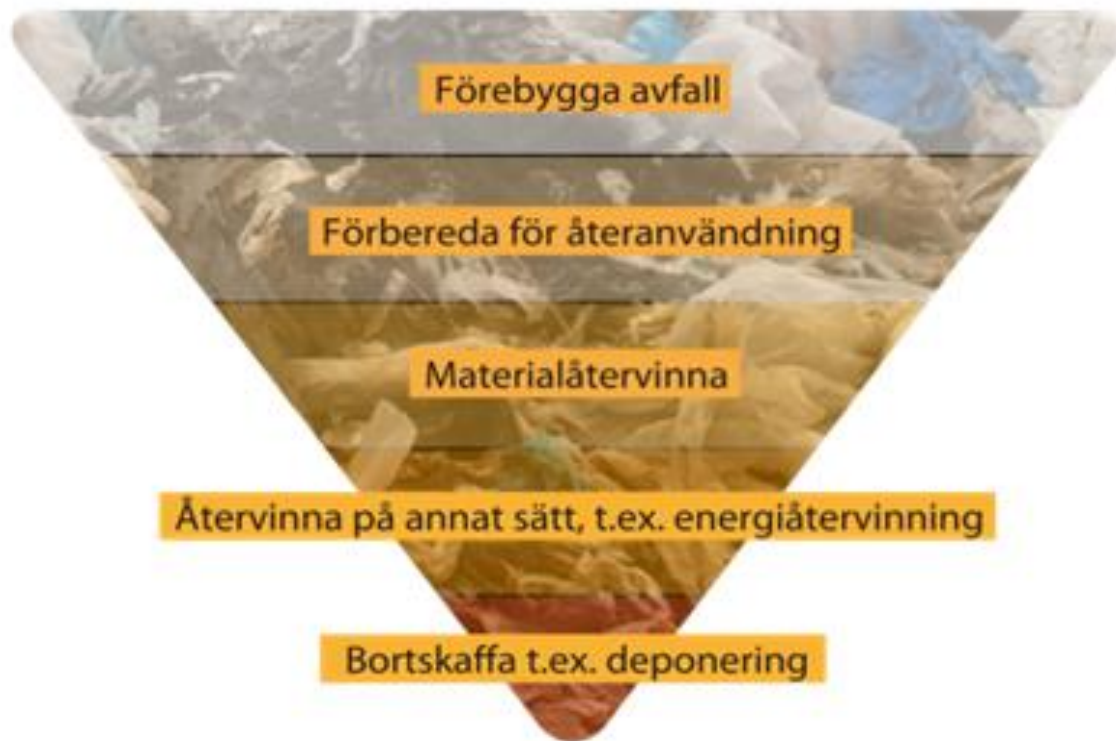 Förebygga avfall
Förbereda för återanvändning
Materialåtervinna
Återvinna på annat sätt, t.ex. energiåtervinning
Bortskaffa t.ex. deponering